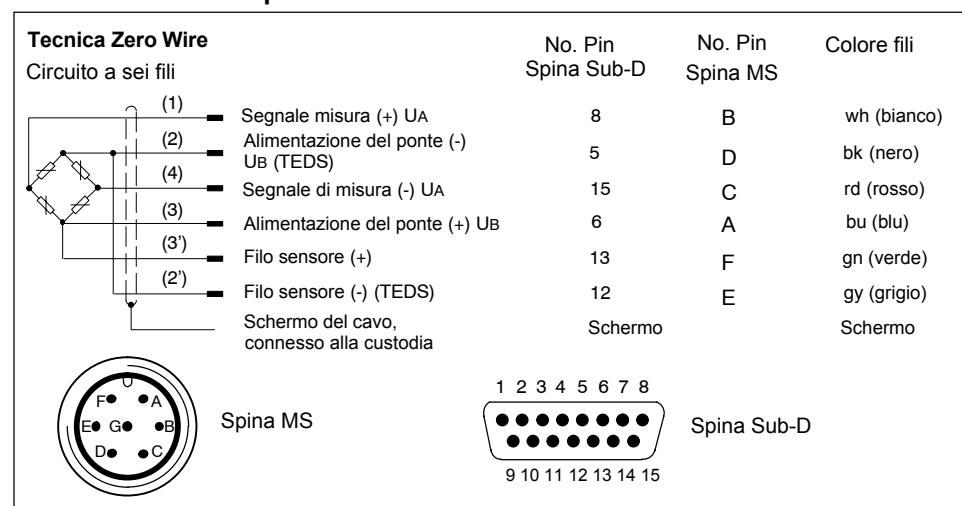 Tecnica Zero Wire
Circuito a sei fili
No. Pin
Spina Sub-D
No. Pin
Spina MS
Colore fili
(1) Segnale misura (+) UA 8 B wh (bianco)
(2) Alimentazione del ponte (-)
UB (TEDS) 5 D bk (nero)
(4) Segnale di misura (-) UA 15 C rd (rosso)
(3) Alimentazione del ponte (+) UB 6 A bu (blu)
(3') Filo sensore (+) 13 F gn (verde)
(2') Filo sensore (-) (TEDS) 12 E gy (grigio)
Schermo del cavo,
connesso alla custodia Schermo Schermo
F A
E G B
D C
Spina MS
1 2 3 4 5 6 7 8
9 10 11 12 13 14 15
Spina Sub-D